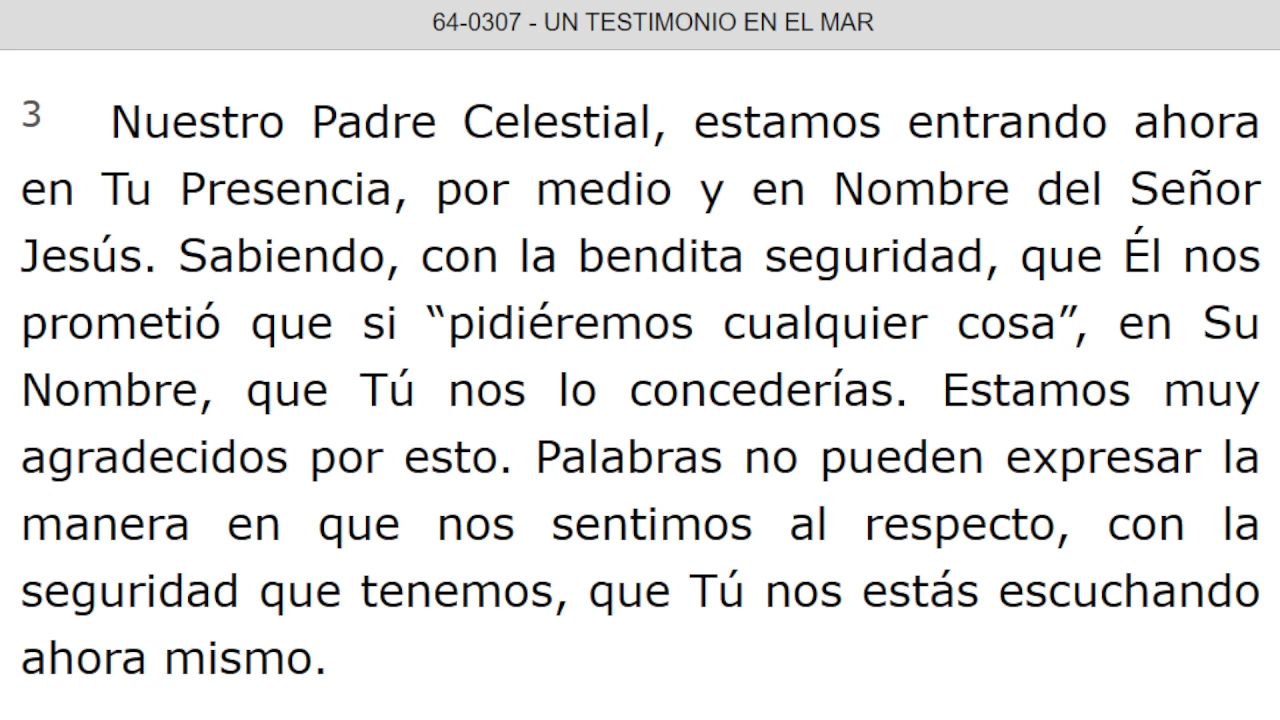 64-0307 - UN TESTIMONIO EN EL MAR
3 Nuestro Padre Celestial, estamos entrando ahora
en Tu Presencia, por medio y en Nombre del Señor
Jesús. Sabiendo, con la bendita seguridad, que Él nos
prometió que si “pidiéremos cualquier cosa”, en Su
Nombre, que Tú nos lo concederías. Estamos muy
agradecidos por esto. Palabras no pueden expresar la
manera en que nos sentimos al respecto, con la
seguridad que tenemos, que Tú nos estás escuchando
ahora mismo.